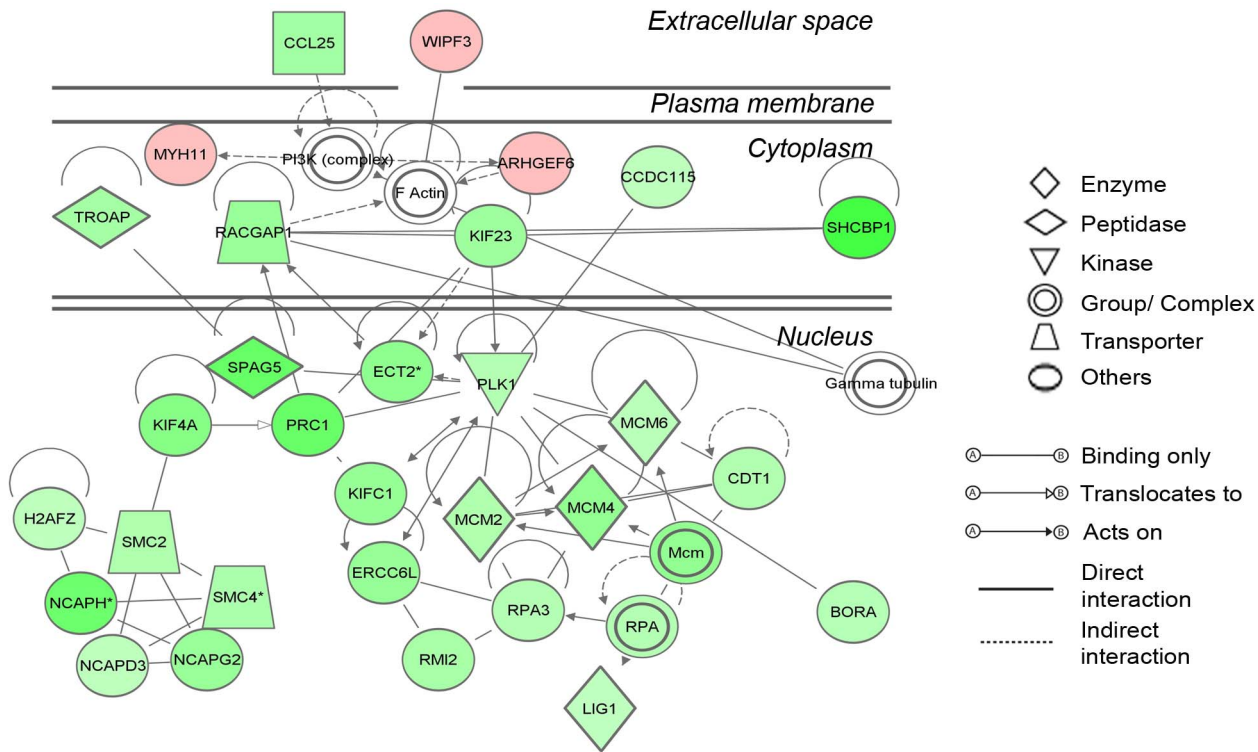 Extracellular space
CCL25
WIPF3
Plasma membrane
Cytoplasm
MYH11
PI3K (complex)
ARHGEF6
CCDC115
F Actin
TROAP
RACGAP1
KIF23
SHCBP1
Nucleus
SPAG5
ECT2*
PLK1
Gamma tubulin
KIF4A
PRC1
MCM6
CDT1
KIFC1
MCM2
MCM4
H2AFZ
SMC2
Mcm
ERCC6L
NCAPH*
SMC4*
RPA3
RPA
BORA
NCAPD3
NCAPG2
RMI2
LIG1
Enzyme
Peptidase
Kinase
Group/ Complex
Transporter
Others
A B Binding only
A B Translocates to
A B Acts on
Direct
interaction
Indirect
interaction